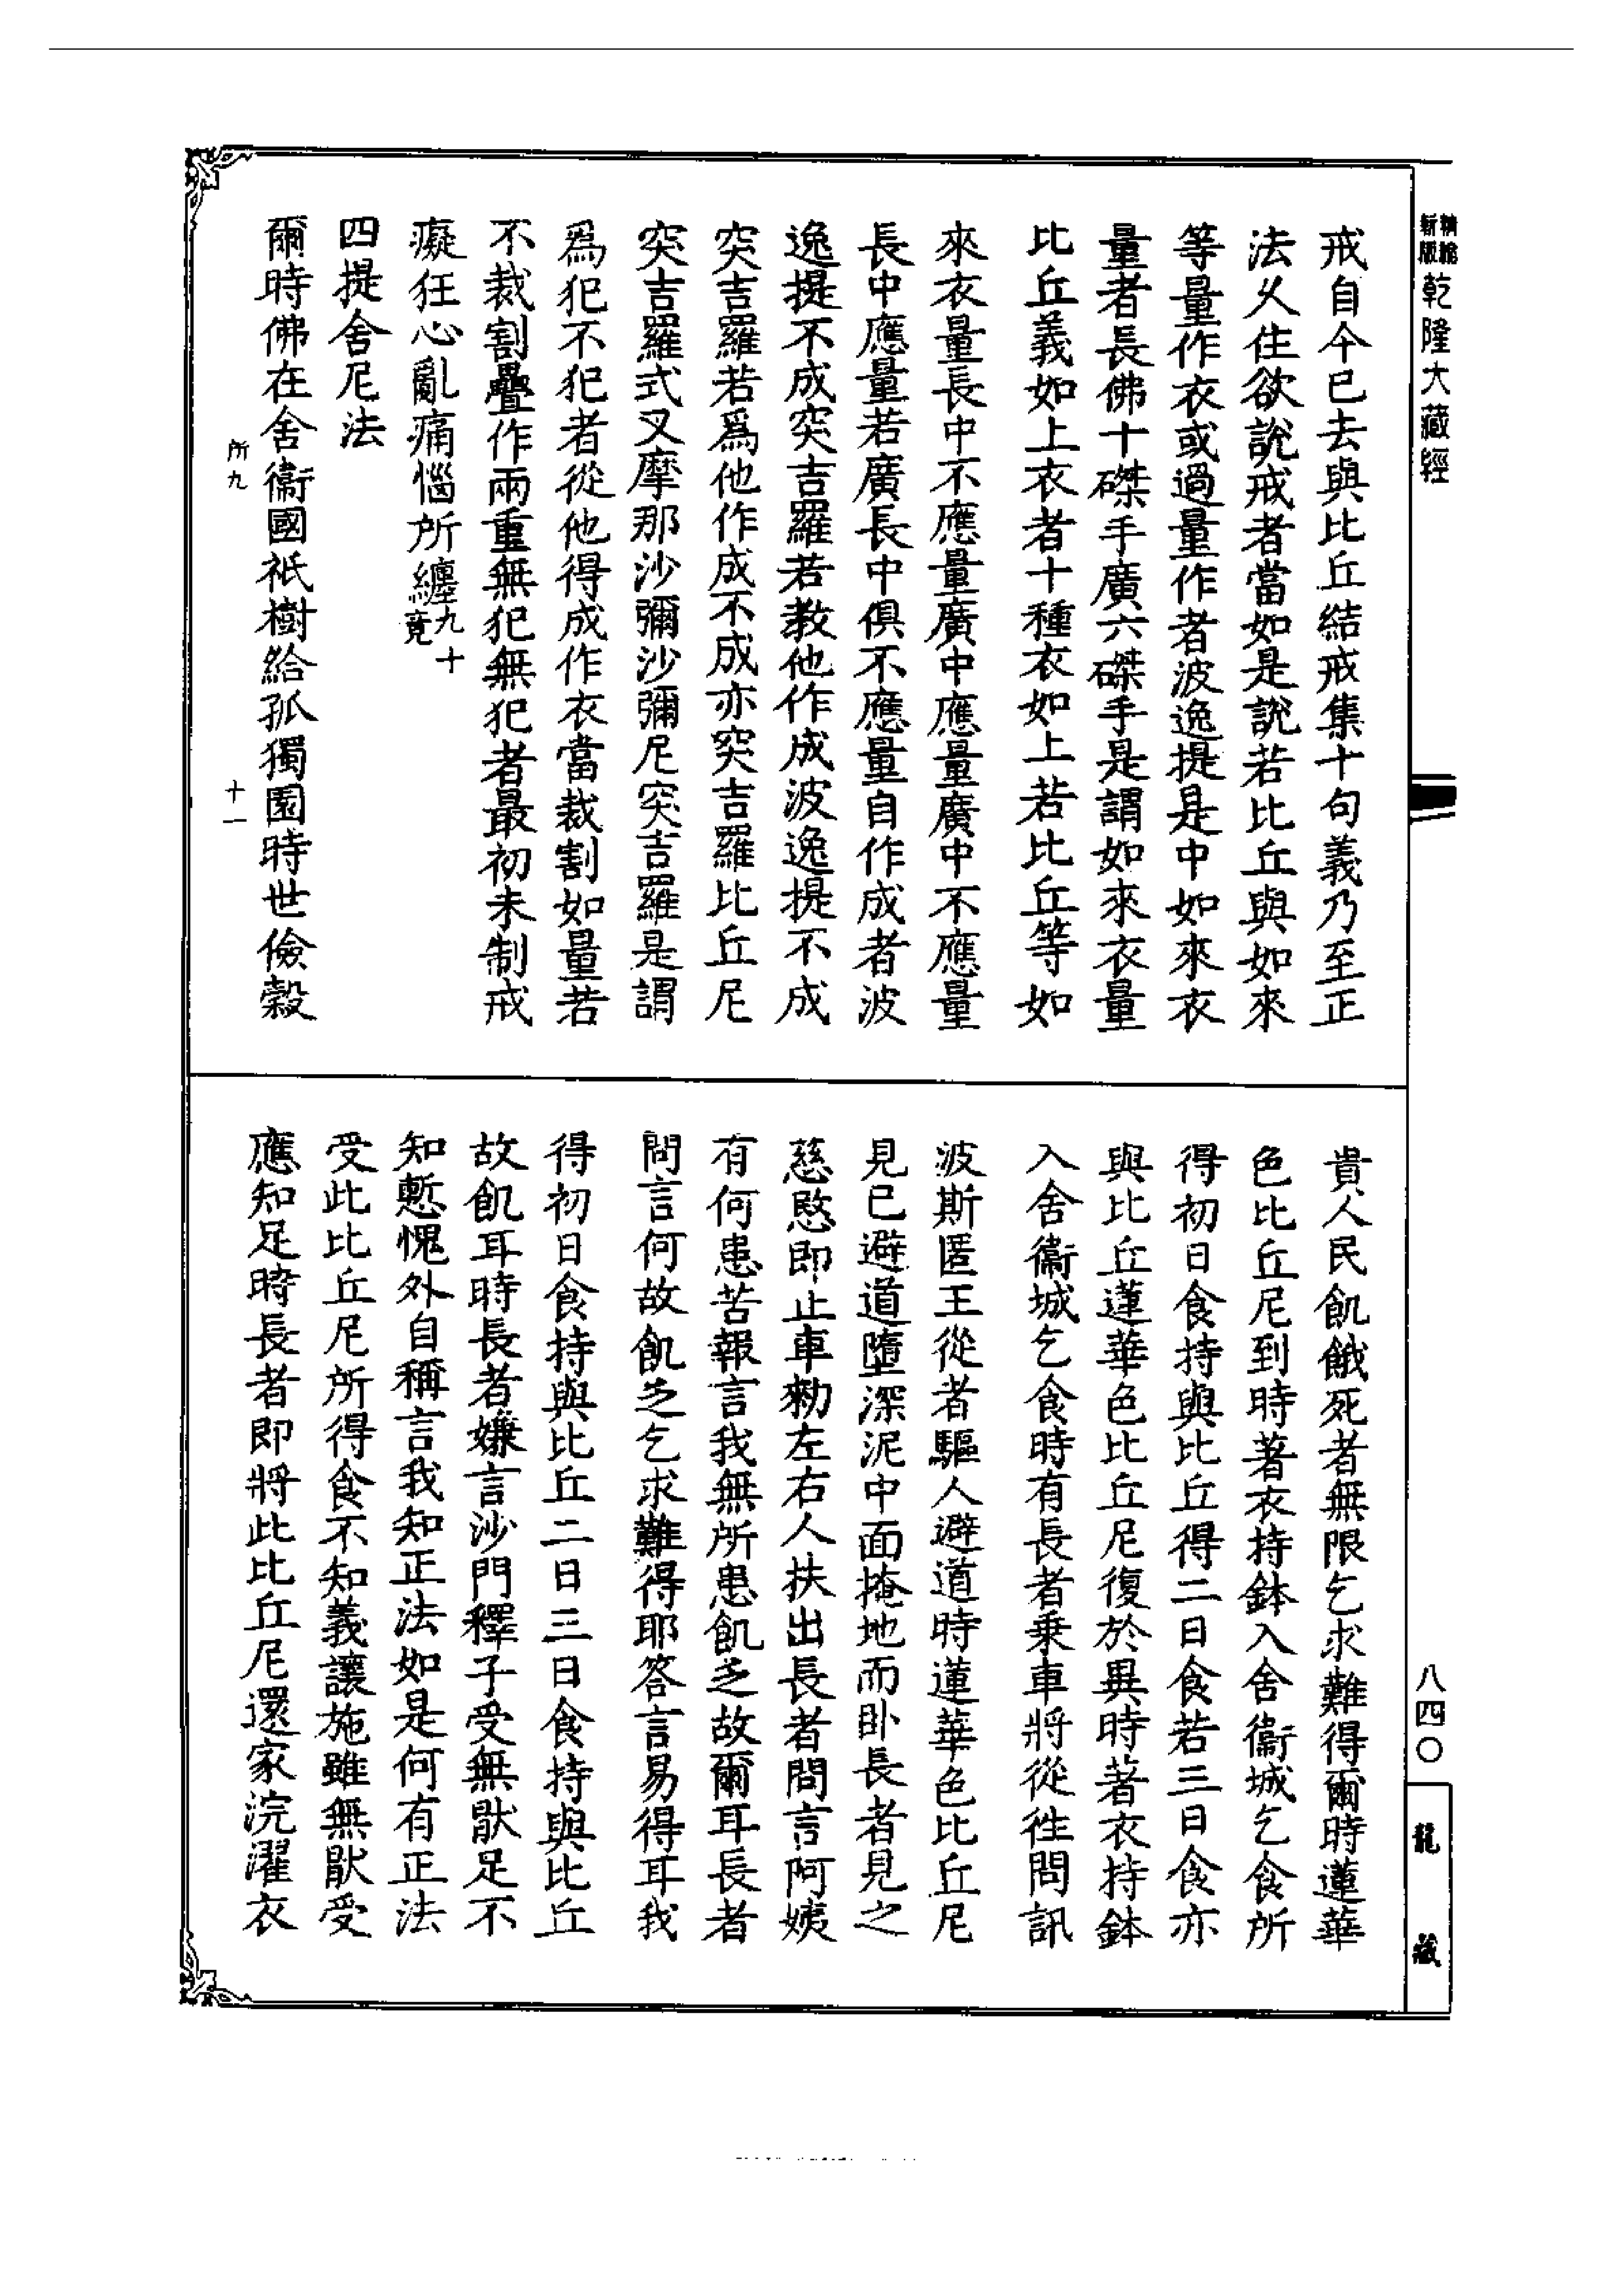 精縮
新版
乾隆大藏經
戒自今已去與比丘結戒集十句義乃至正
法久住欲說戒者當如是說若比丘與如來
等量作衣或過量作者波逸提是中如來衣
量者長佛十磔手廣六磔手是謂如來衣量
比丘義如上衣者十種衣如上若比丘等如
來衣量長中不應量廣中應量廣中不應量
長中應量若廣長中俱不應量自作成者波
逸提不成突吉羅若教他作成波逸提不成
突吉羅若爲他作成不成亦突吉羅比丘尼
突吉羅式叉摩那沙彌沙彌尼突吉羅是謂
爲犯不犯者從他得成作衣當裁割如量若
不裁割疊作兩重無犯無犯者最初未制戒
癡狂心亂痛惱所纏九十竟
四提舍尼法
爾時佛在舍衞國祇樹給孤獨園時世儉穀
所九 十一
貴人民飢餓死者無限乞求難得爾時蓮華
色比丘尼到時著衣持鉢入舍衞城乞食所
得初日食持與比丘得二日食若三日食亦
與比丘蓮華色比丘尼復於異時著衣持鉢
入舍衞城乞食時有長者乗車將從徃問訊
波斯匿王從者驅人避道時蓮華色比丘尼
見已避道墮深泥中面掩地而卧長者見之
慈愍即止車勑左右人扶出長者問言阿姨
有何患苦報言我無所患飢乏故爾耳長者
問言何故飢乏乞求難得耶答言易得耳我
得初日食持與比丘二日三日食持與比丘
故飢耳時長者嫌言沙門釋子受無猒足不
知慙愧外自稱言我知正法如是何有正法
受此比丘尼所得食不知義讓施雖無猒受
應知足時長者即將此比丘尼還家浣濯衣
八四〇
龍藏